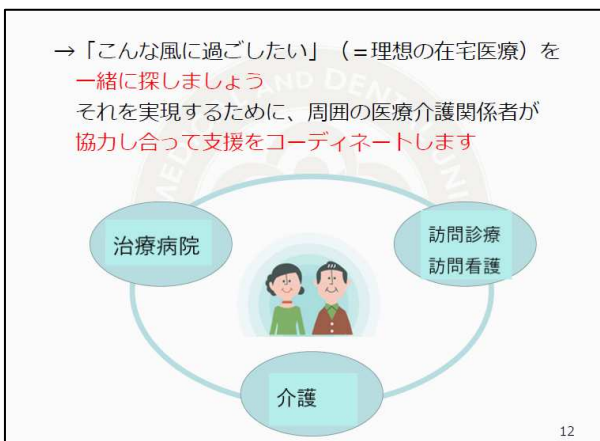 →「こんな風に過ごしたい」（＝理想の在宅医療）を
一緒に探しましょう
それを実現するために、周囲の医療介護関係者が
協力し合って支援をコーディネートします
治療病院
訪問診療
訪問看護
介護
12